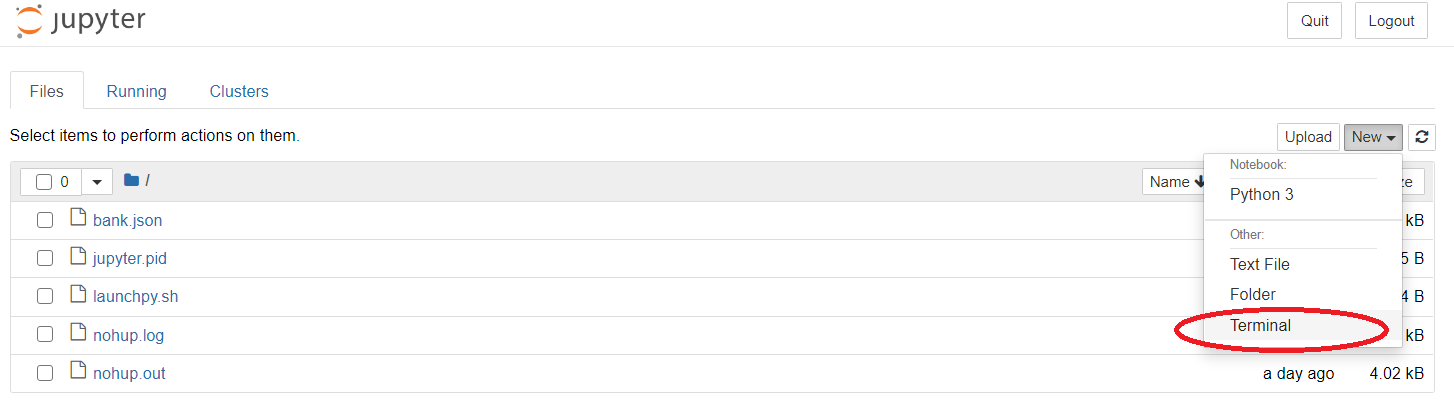 jupyter
Quit
Logout
Files
Running
Clusters
Select items to perform actions on them.
Upload
New
0
/
Name
ze
Notebook:
Python 3
Other:
Text File
Folder
Terminal
bank.json
kB
jupyter.pid
5 B
launchpy.sh
4 B
nohup.log
kB
nohup.out
a day ago
4.02 kB